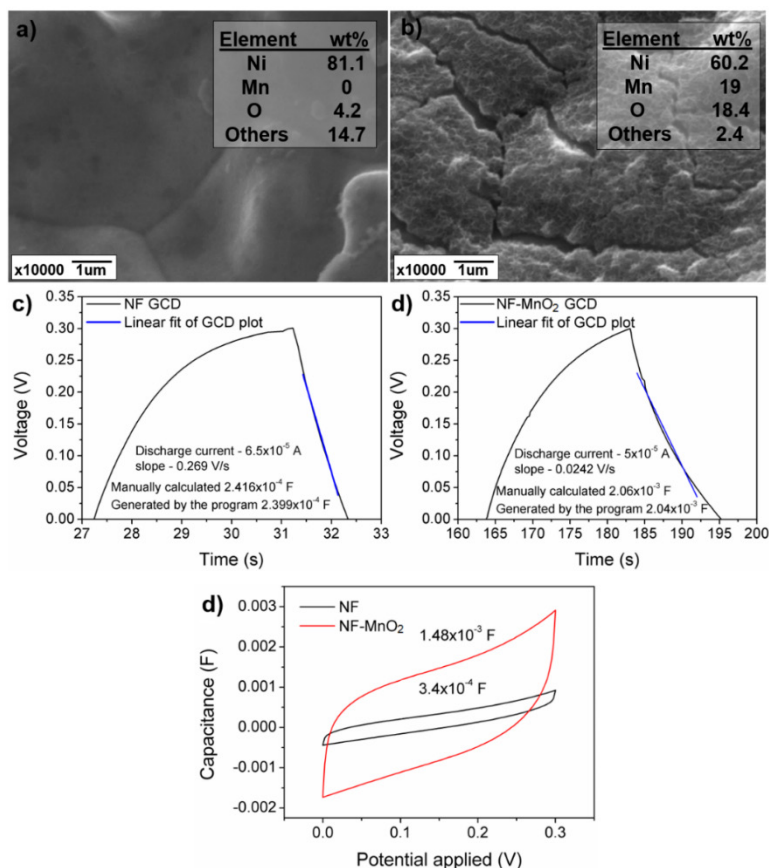 a)
Element wt%
Ni 81.1
Mn 0
O 4.2
Others 14.7
x10000 1um
b)
Element wt%
Ni 60.2
Mn 19
O 18.4
Others 2.4
x10000 1um
c)
NF GCD
Linear fit of GCD plot
Voltage (V)
0.35
0.30
0.25
0.20
0.15
0.10
0.05
0.00
Discharge current - 6.5x10⁻⁵ A
slope - 0.269 V/s
Manually calculated 2.416x10⁻⁴ F
Generated by the program 2.399x10⁻⁴ F
27 28 29 30 31 32 33
Time (s)
d)
NF-MnO₂ GCD
Linear fit of GCD plot
Voltage (V)
0.35
0.30
0.25
0.20
0.15
0.10
0.05
0.00
Discharge current - 5x10⁻⁵ A
slope - 0.0242 V/s
Manually calculated 2.06x10⁻³ F
Generated by the program 2.04x10⁻³ F
160 165 170 175 180 185 190 195 200
Time (s)
d)
NF
NF-MnO₂
Capacitance (F)
0.003
0.002
0.001
0.000
-0.001
-0.002
1.48x10⁻³ F
3.4x10⁻⁴ F
0.0 0.1 0.2 0.3
Potential applied (V)